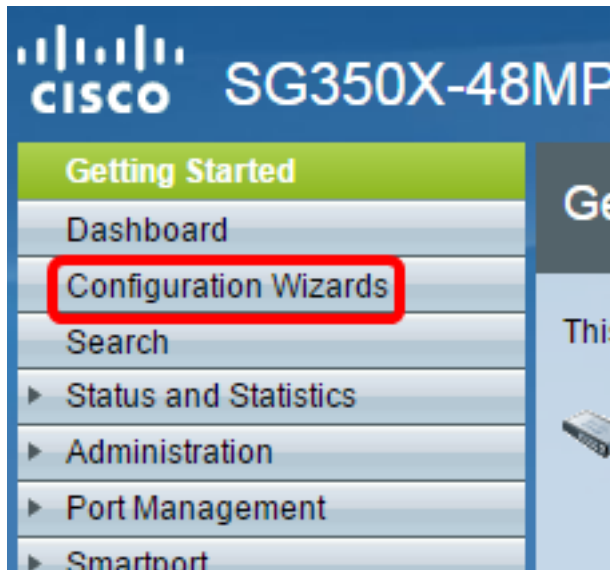 CISCO SG350X-48MP
Getting Started
Dashboard
Configuration Wizards
Search
Status and Statistics
Administration
Port Management
Smartport
Ge
This